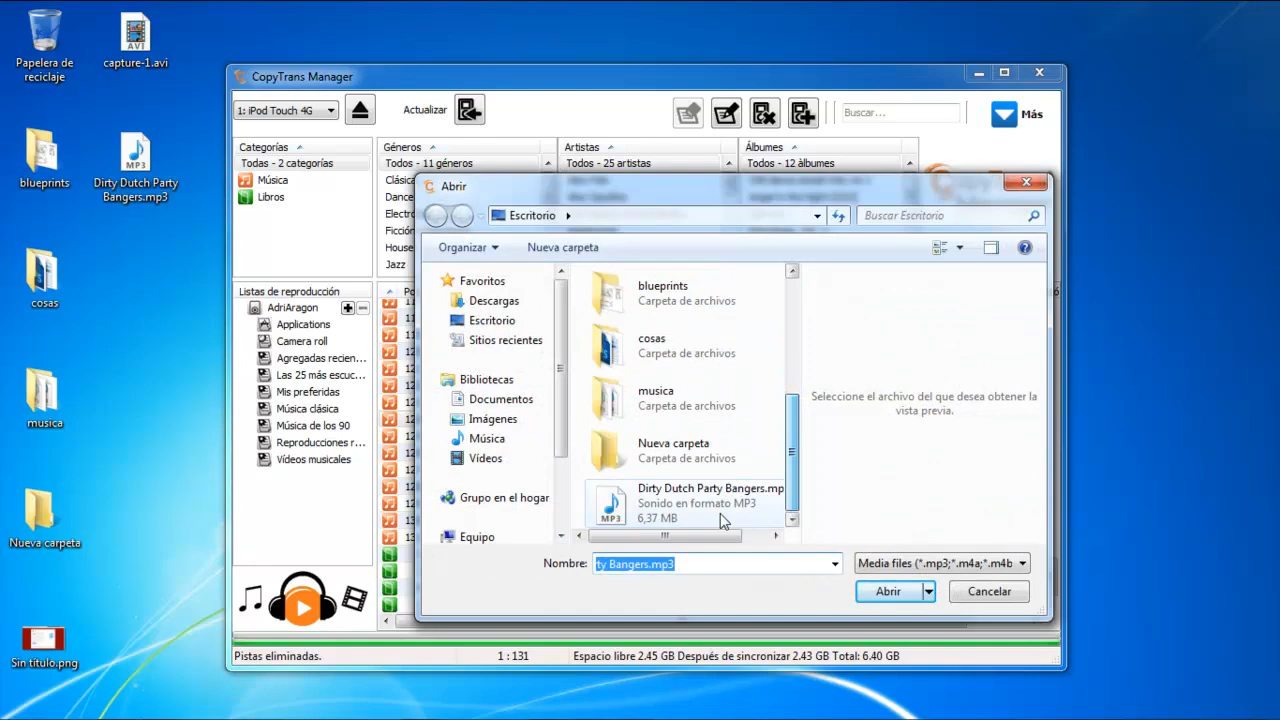 Papelera de
reciclaje
AVI
capture-1.avi
blueprints
MP3
Dirty Dutch Party
Bangers.mp3
cosas
musica
Nueva carpeta
Sin título.png
CopyTrans Manager
1: iPod Touch 4G
Actualizar
Buscar...
Más
Categorías
Todas - 2 categorías
Música
Libros
Géneros
Todos - 11 géneros
Artistas
Todos - 25 artistas
Álbumes
Todos - 12 álbumes
Jazz
Listas de reproducción
AdriAragon
Applications
Camera roll
Agregadas recien...
Las 25 más escuc...
Mis preferidas
Música clásica
Música de los 90
Reproducciones r...
Vídeos musicales
Abrir
Escritorio
Buscar Escritorio
Organizar
Nueva carpeta
Favoritos
Descargas
Escritorio
Sitios recientes
Bibliotecas
Documentos
Imágenes
Música
Vídeos
Grupo en el hogar
Equipo
blueprints
Carpeta de archivos
cosas
Carpeta de archivos
musica
Carpeta de archivos
Nueva carpeta
Carpeta de archivos
MP3
Dirty Dutch Party Bangers.mp
Sonido en formato MP3
6,37 MB
Seleccione el archivo del que desea obtener la
vista previa.
Nombre:
ty Bangers.mp3
Media files (*.mp3;*.m4a;*.m4b
Abrir
Cancelar
Pistas eliminadas.
1 : 131
Espacio libre 2.45 GB Después de sincronizar 2.43 GB Total: 6.40 GB